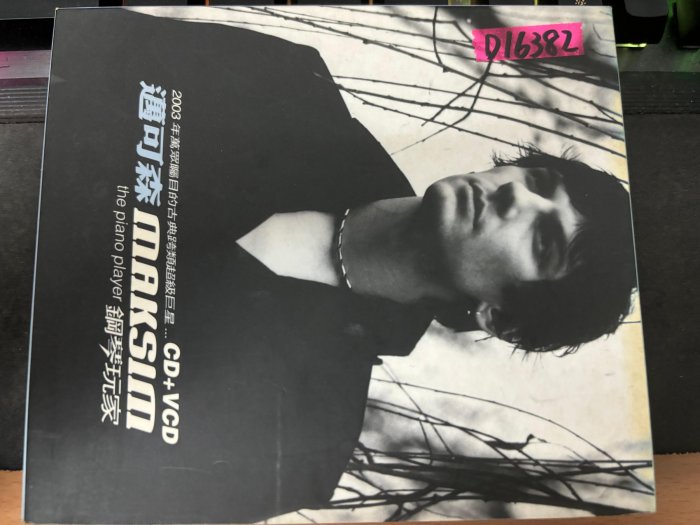 D16382
2003 年萬眾矚目的古典跨類超級巨星... CD+VCD
邁可森 MAKSIM
the piano player 鋼琴玩家